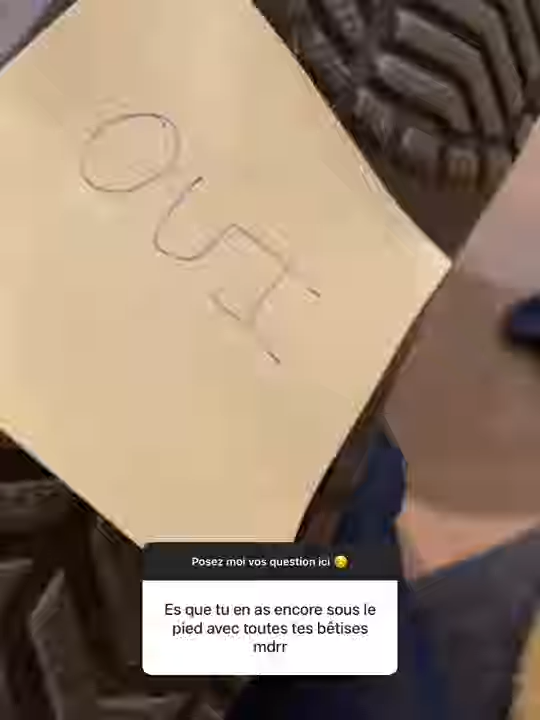 OUI
Posez moi vos question ici 😏
Es que tu en as encore sous le
pied avec toutes tes bêtises
mdrr